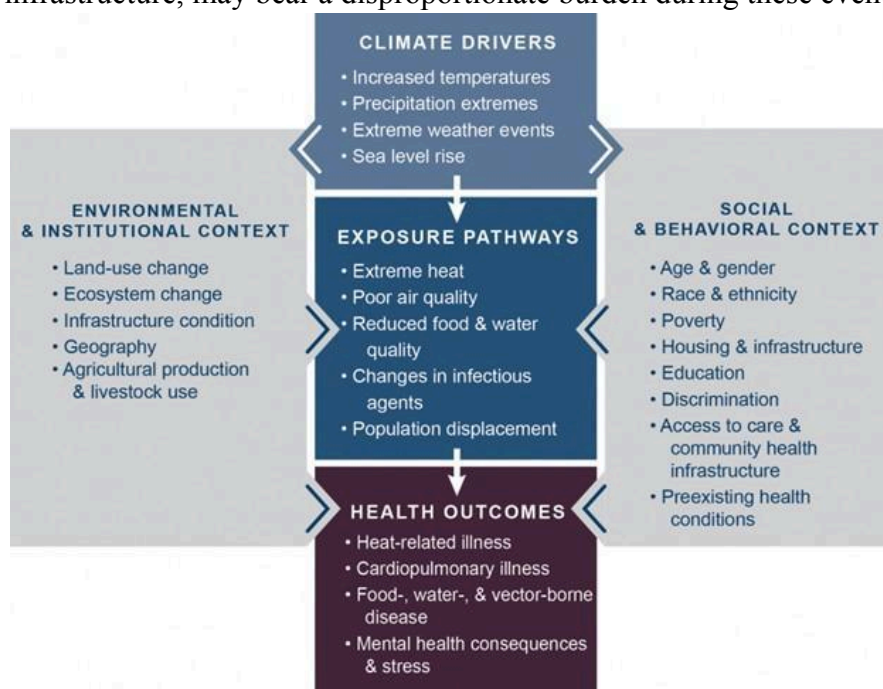 infrastructure, may bear a disproportionate burden during these even
CLIMATE DRIVERS
• Increased temperatures
• Precipitation extremes
• Extreme weather events
• Sea level rise
ENVIRONMENTAL
& INSTITUTIONAL CONTEXT
• Land-use change
• Ecosystem change
• Infrastructure condition
• Geography
• Agricultural production
& livestock use
EXPOSURE PATHWAYS
• Extreme heat
• Poor air quality
• Reduced food & water
quality
• Changes in infectious
agents
• Population displacement
SOCIAL
& BEHAVIORAL CONTEXT
• Age & gender
• Race & ethnicity
• Poverty
• Housing & infrastructure
• Education
• Discrimination
• Access to care &
community health
infrastructure
• Preexisting health
conditions
HEALTH OUTCOMES
• Heat-related illness
• Cardiopulmonary illness
• Food-, water-, & vector-borne
disease
• Mental health consequences
& stress